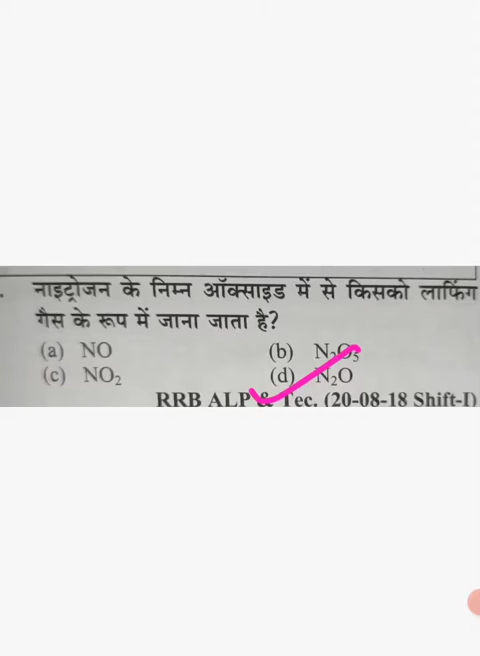 नाइट्रोजन के निम्न ऑक्साइड में से किसको लाफिंग
गैस के रूप में जाना जाता है?
(a) NO (b) N₂O₅
(c) NO₂ (d) N₂O
RRB ALP & Tec. (20-08-18 Shift-I)